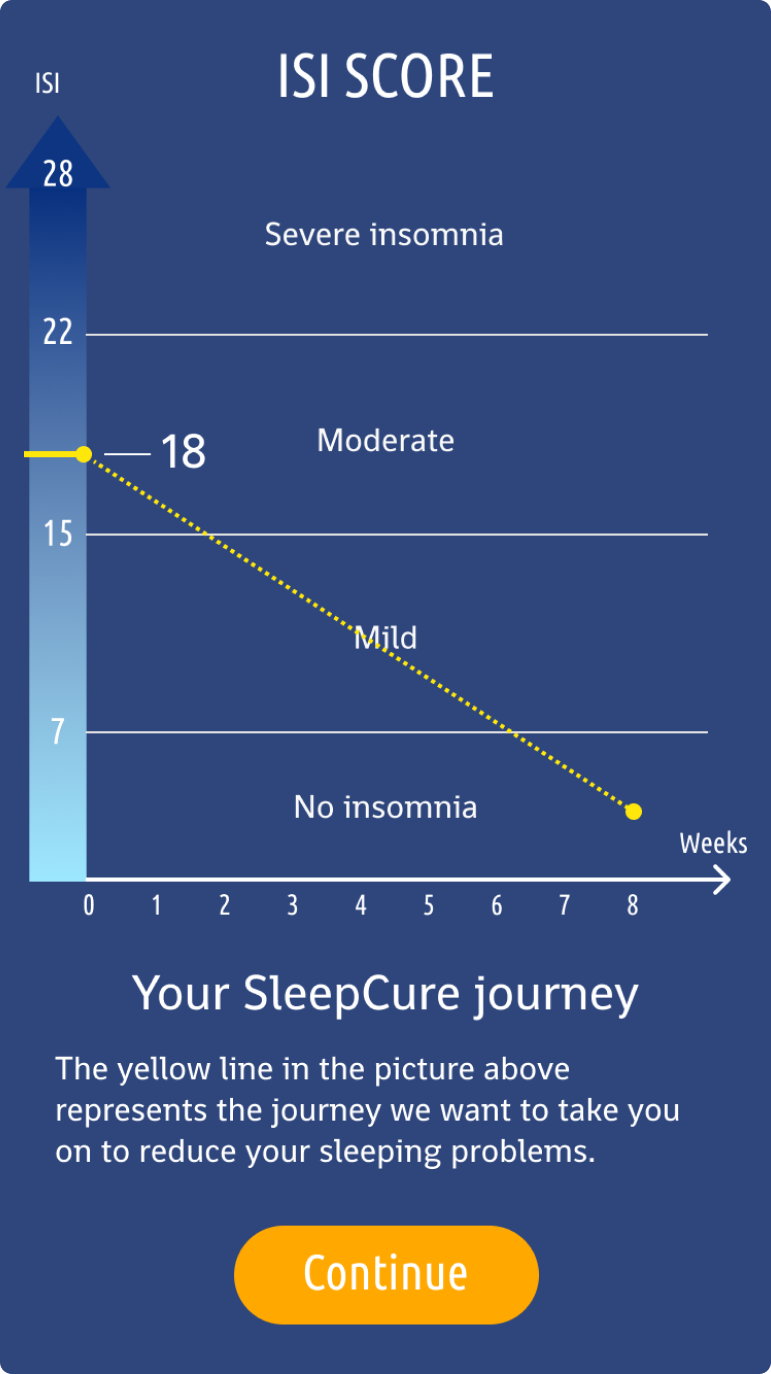 ISI SCORE
ISI
28
Severe insomnia
22
18
Moderate
15
Mild
7
No insomnia
Weeks
0 1 2 3 4 5 6 7 8
Your SleepCure journey
The yellow line in the picture above
represents the journey we want to take you
on to reduce your sleeping problems.
Continue